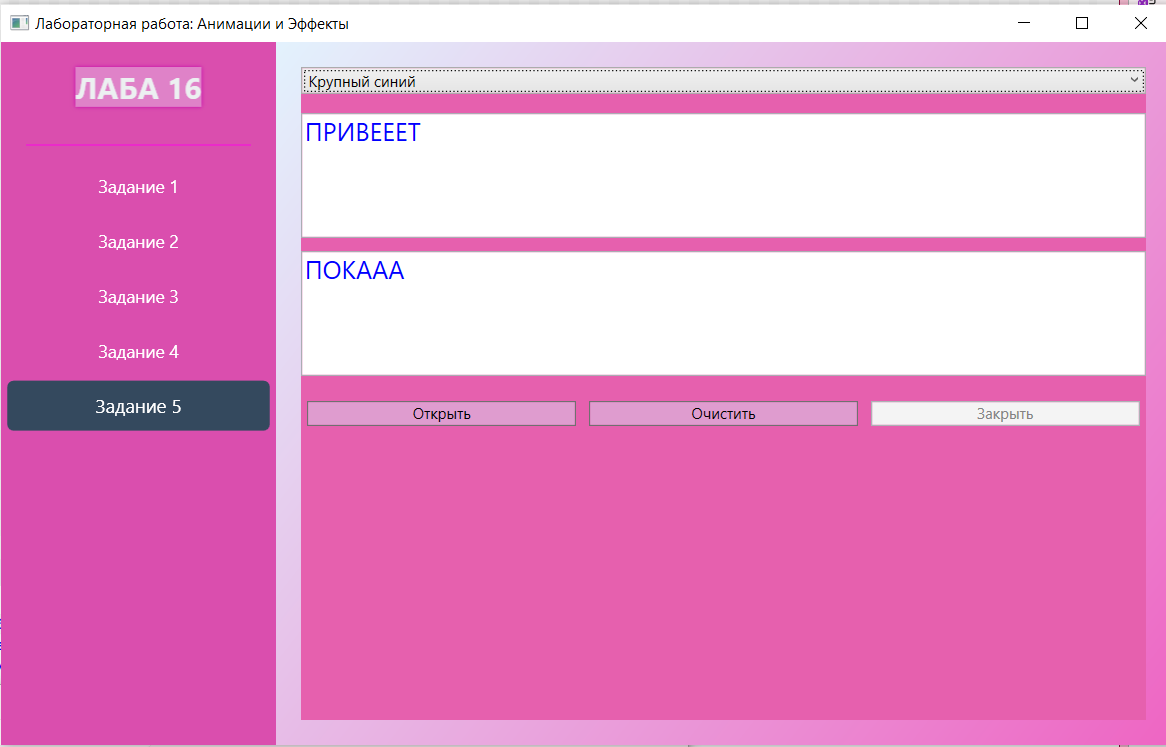 Лабораторная работа: Анимации и Эффекты
ЛАБА 16
Задание 1
Задание 2
Задание 3
Задание 4
Задание 5
Крупный синий
ПРИВЕЕЕТ
ПОКААА
Открыть
Очистить
Закрыть